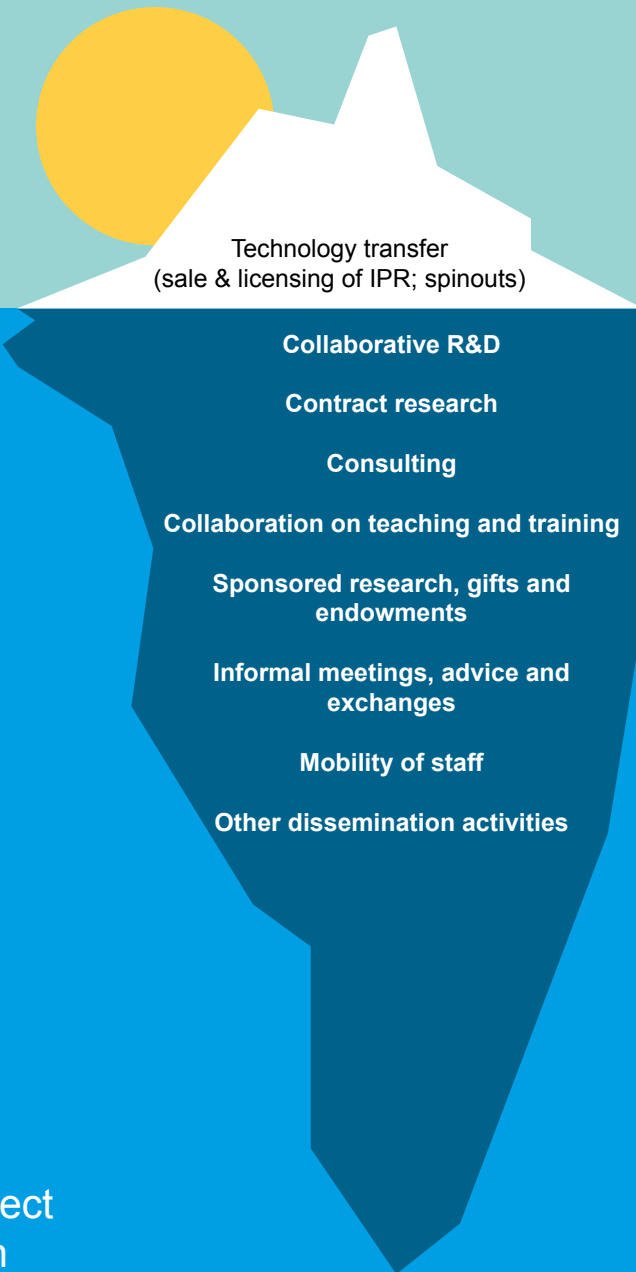 Technology transfer
(sale & licensing of IPR; spinouts)
Collaborative R&D
Contract research
Consulting
Collaboration on teaching and training
Sponsored research, gifts and
endowments
Informal meetings, advice and
exchanges
Mobility of staff
Other dissemination activities